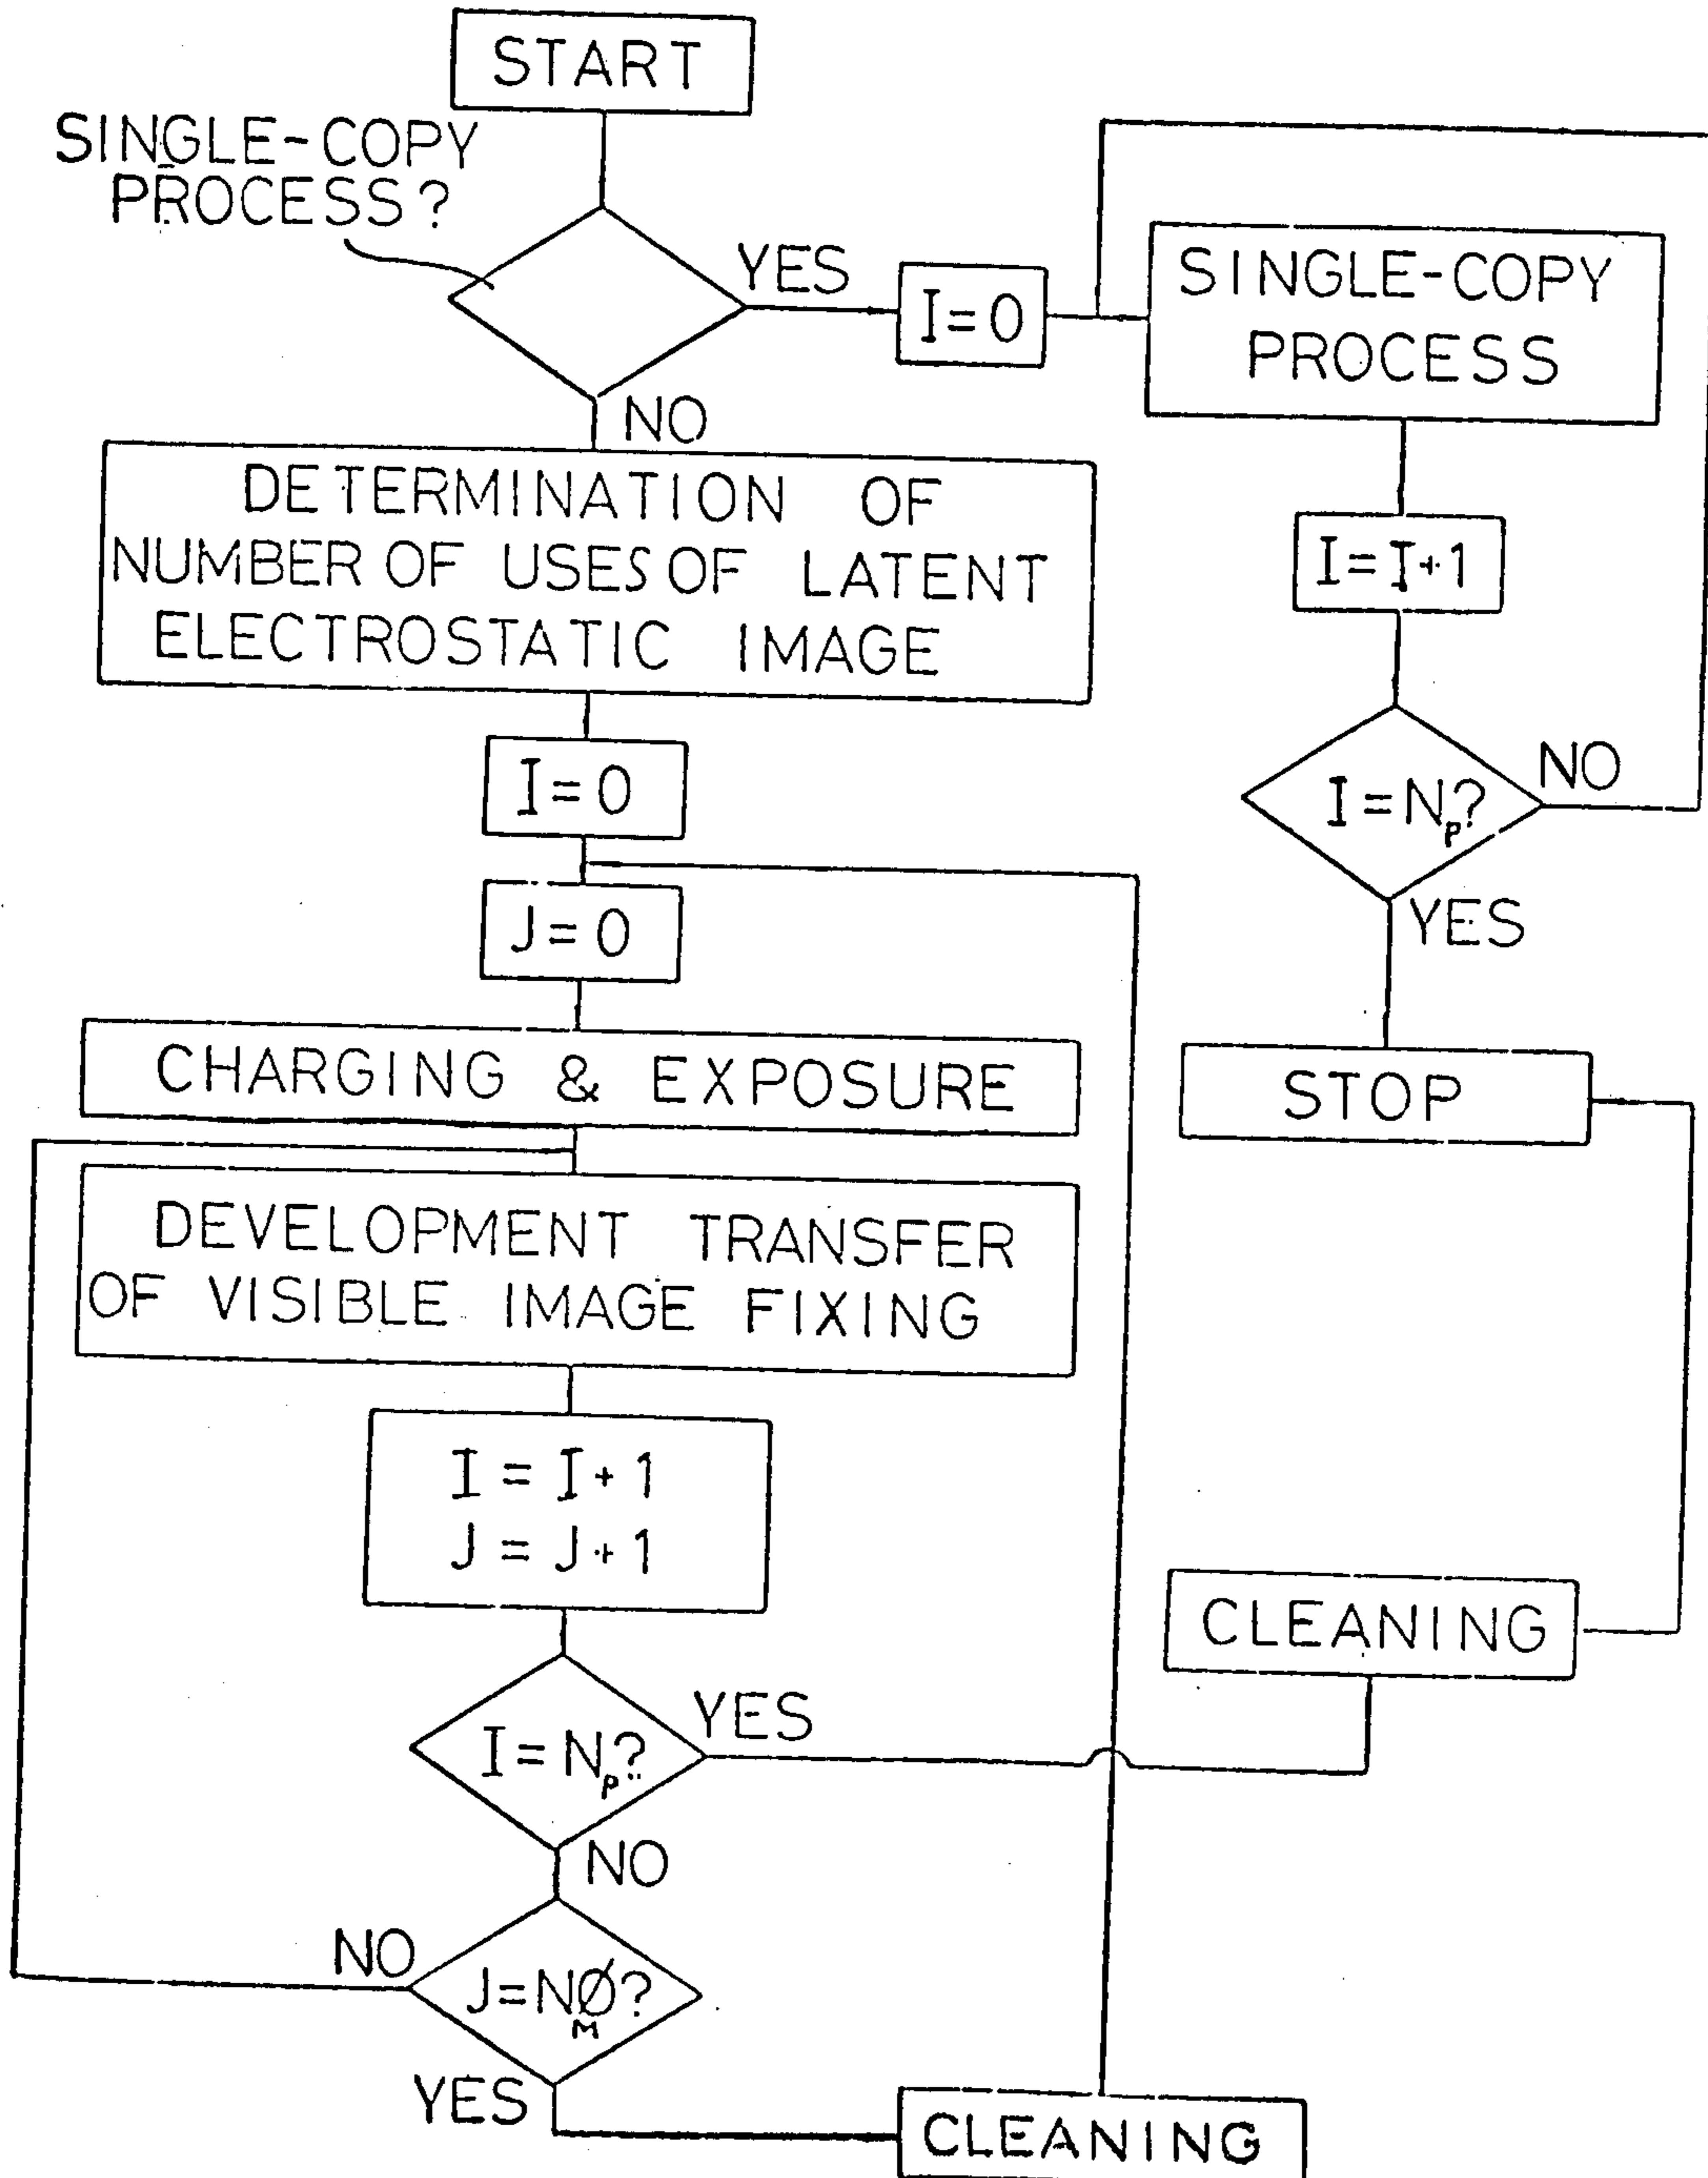 START
SINGLE-COPY
PROCESS?
YES
I=0
SINGLE-COPY
PROCESS
NO
DETERMINATION OF
NUMBER OF USES OF LATENT
ELECTROSTATIC IMAGE
I=I+1
I=0
I=Np?
NO
J=0
YES
CHARGING & EXPOSURE
STOP
DEVELOPMENT TRANSFER
OF VISIBLE IMAGE FIXING
I = I+1
J = J+1
CLEANING
I=Np?
YES
NO
NO
J=NØM?
YES
CLEANING